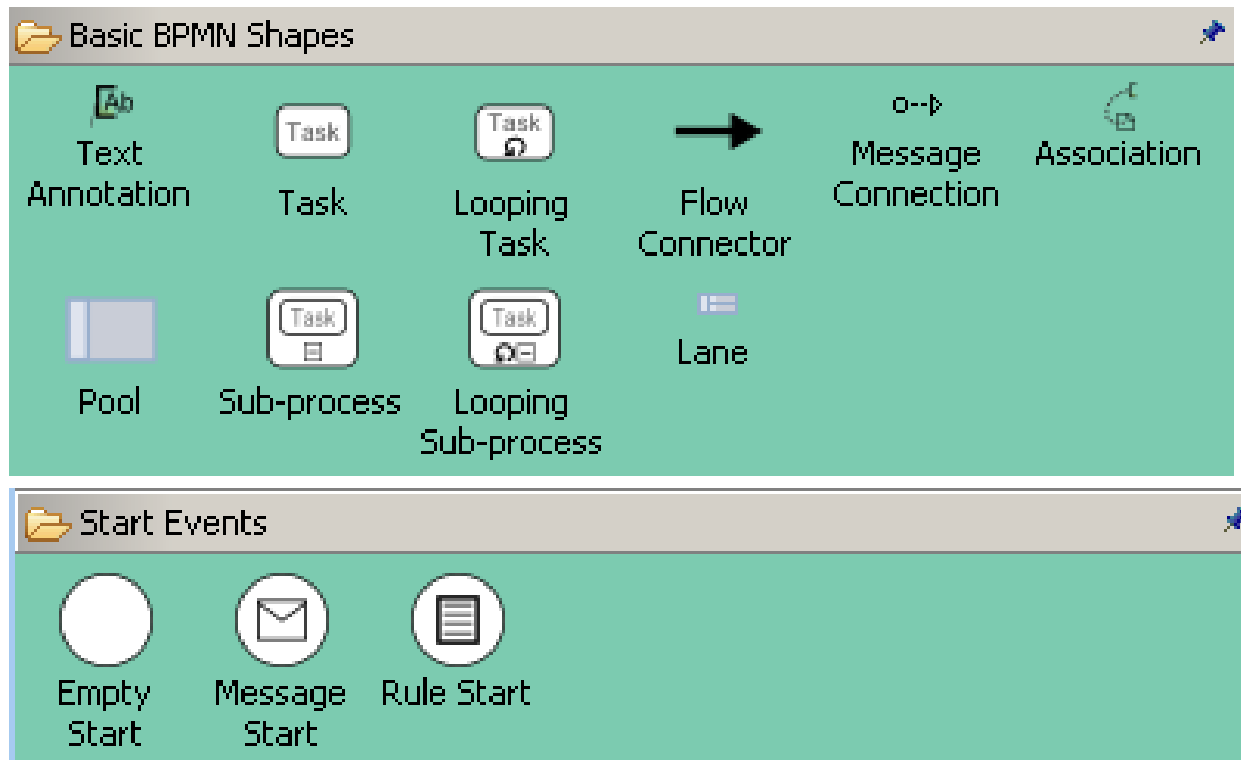 Basic BPMN Shapes
Ab
Task
Task
Text
Annotation
Task
Looping
Task
Flow
Connector
Message
Connection
Association
Task
Task
Pool
Sub-process
Looping
Sub-process
Lane
Start Events
Empty
Start
Message
Start
Rule Start